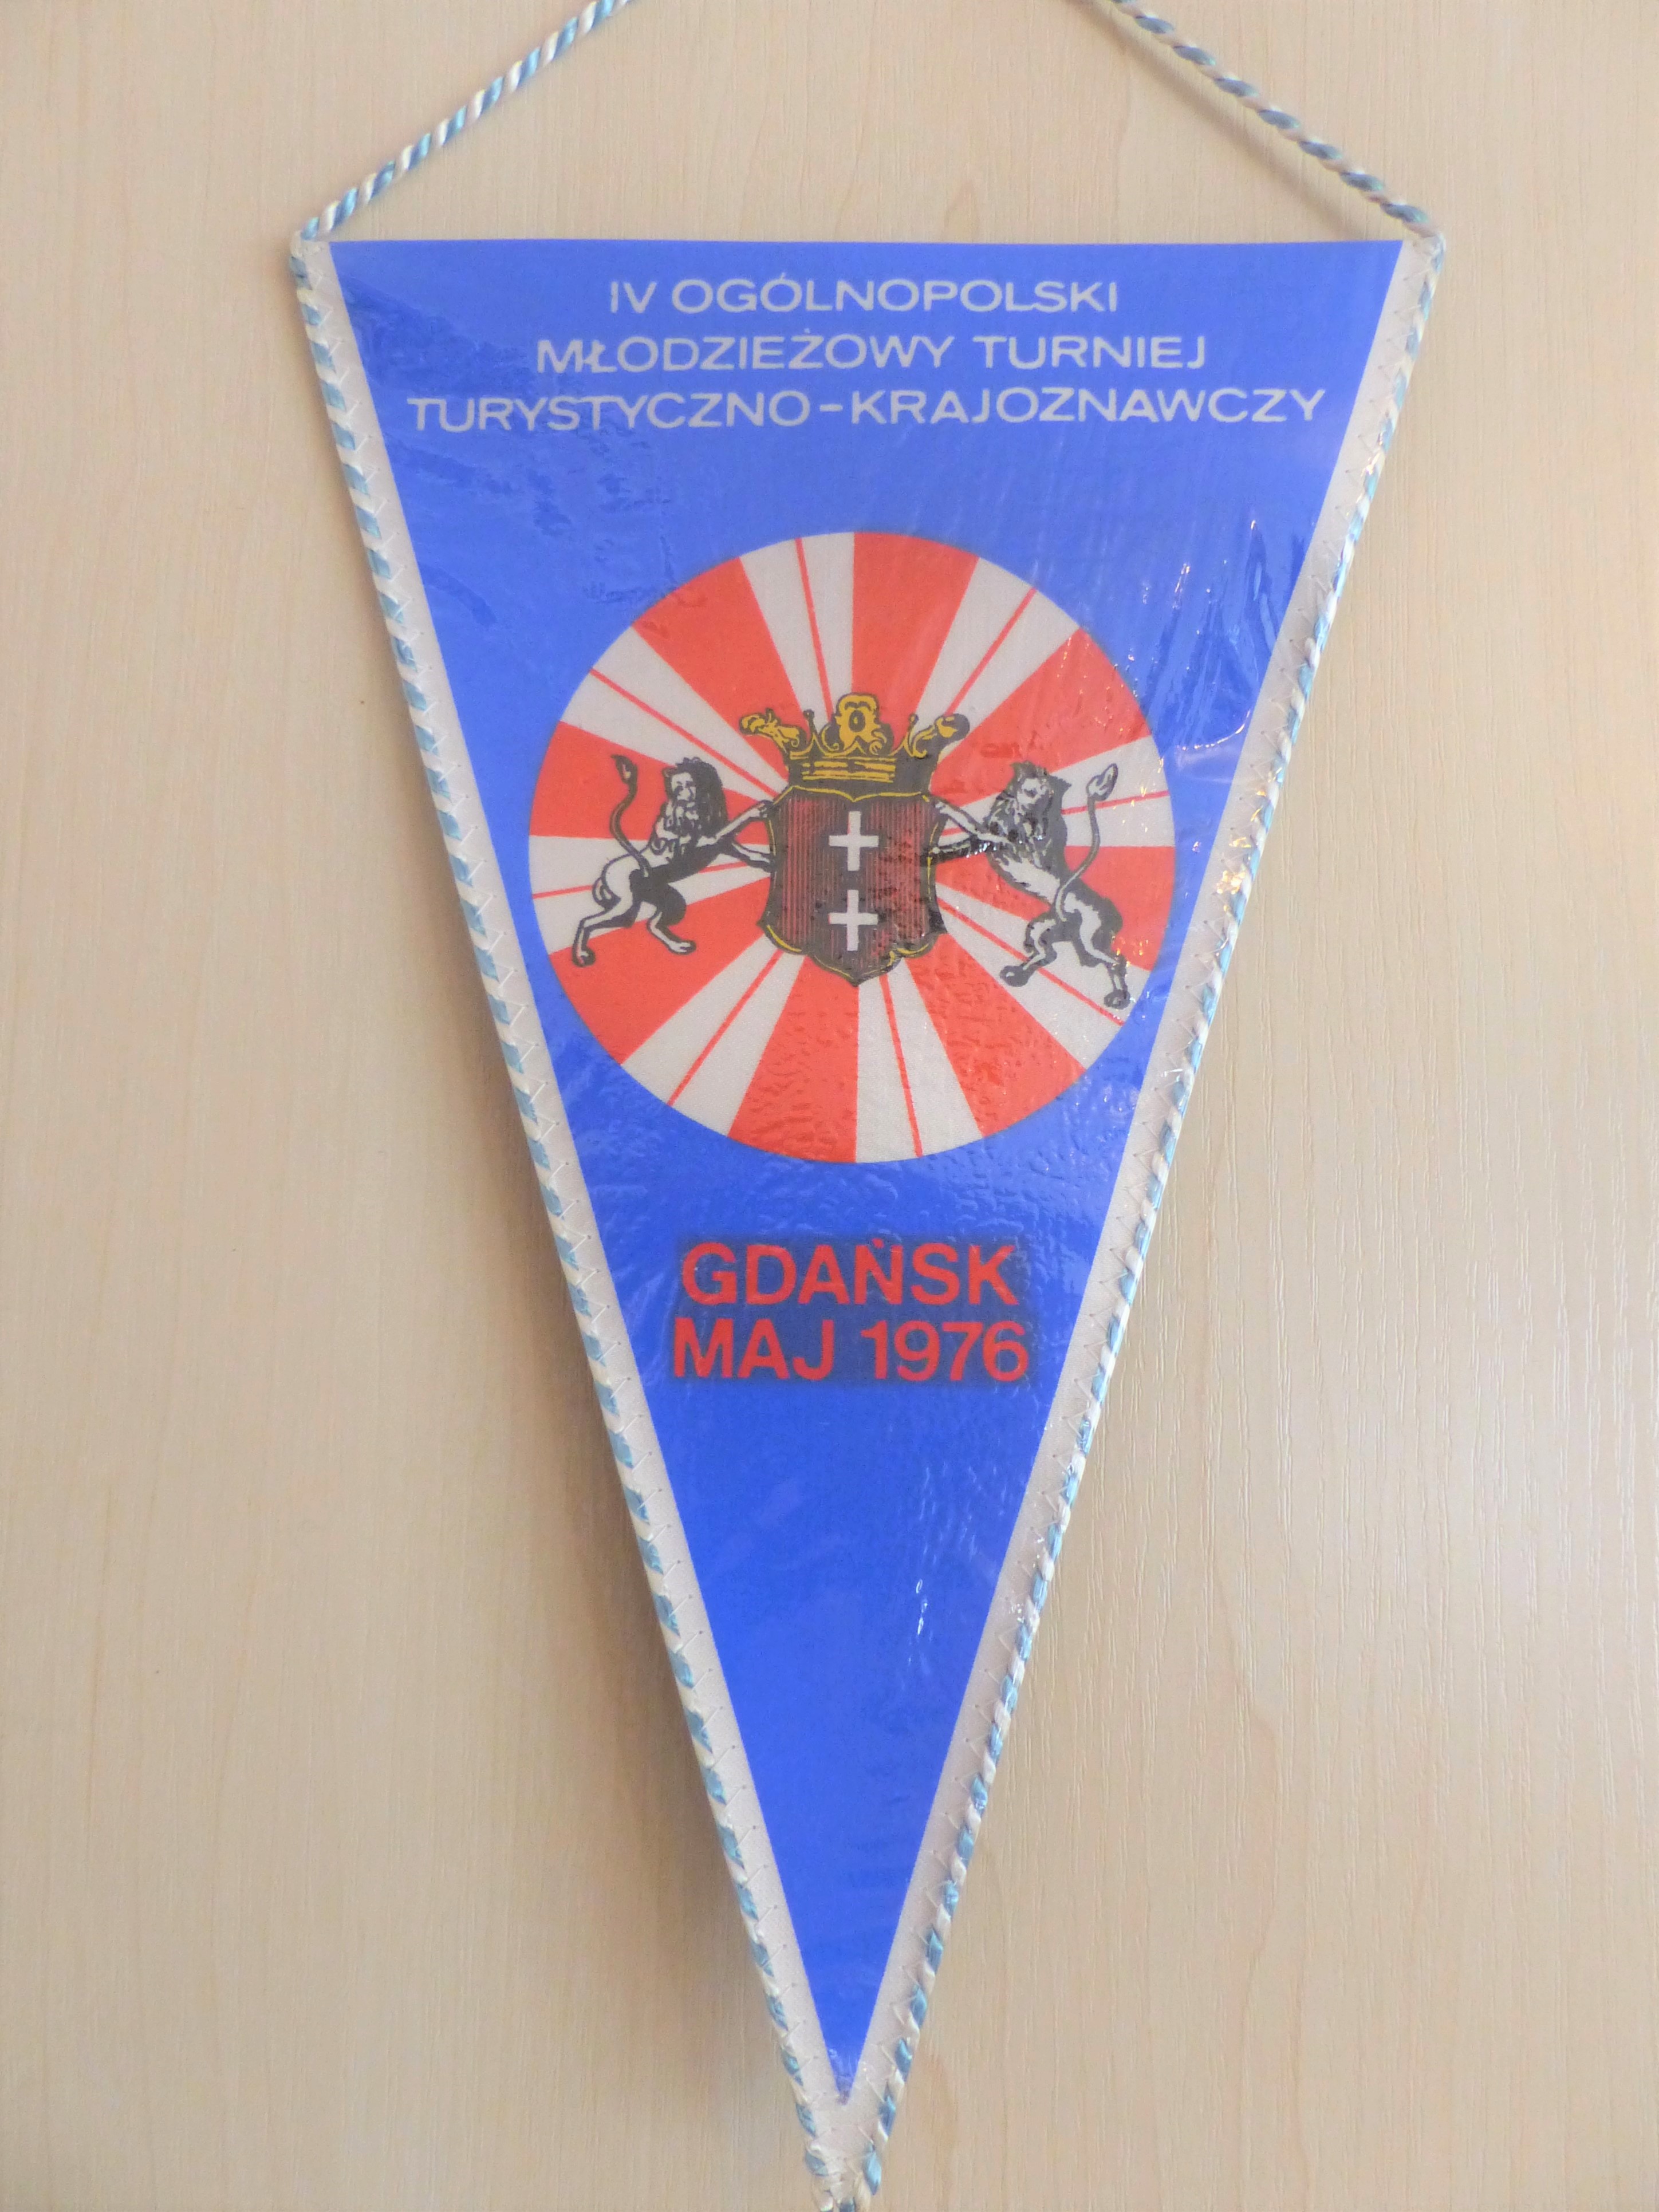 IV OGÓLNOPOLSKI
MŁODZIEŻOWY TURNIEJ
TURYSTYCZNO-KRAJOZNAWCZY
GDAŃSK
MAJ 1976